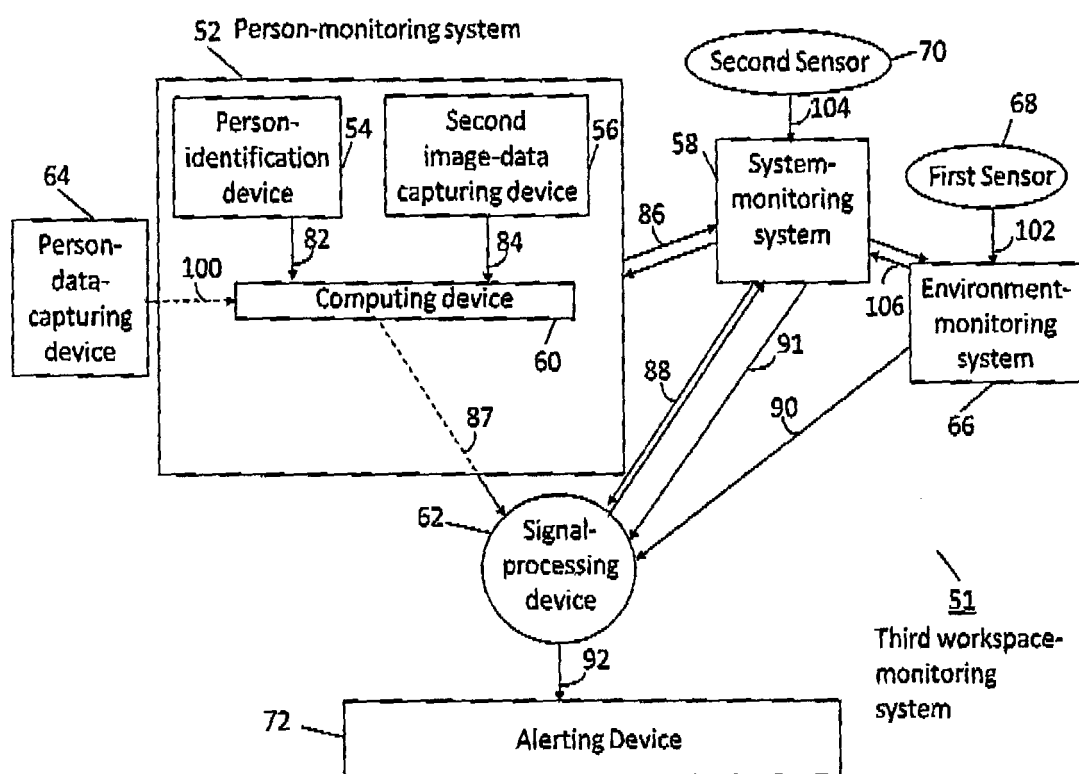 52 Person-monitoring system
Second Sensor
70
104
68
Person-
identification
device
54
Second
image-data
capturing device
56
58
System-
monitoring
system
First Sensor
64
Person-
data-
capturing
device
82
84
86
102
100
Computing device
106
Environment-
monitoring
system
60
91
88
90
66
87
62
Signal-
processing
device
51
Third workspace-
monitoring
system
92
72
Alerting Device